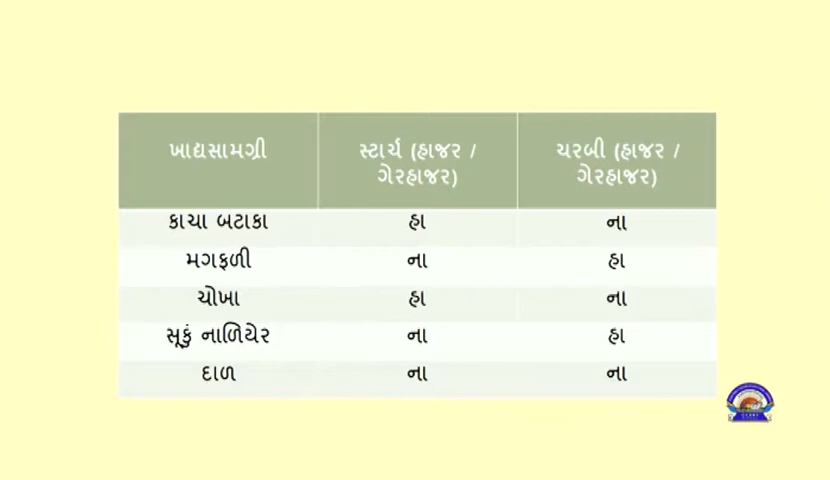 ખાદ્યસામગ્રી સ્ટાર્ચ (હાજર / ગેરહાજર) ચરબી (હાજર / ગેરહાજર)
કાચા બટાકા હા ના
મગફળી ના હા
ચોખા હા ના
સૂકું નાળિયેર ના હા
દાળ ના ના